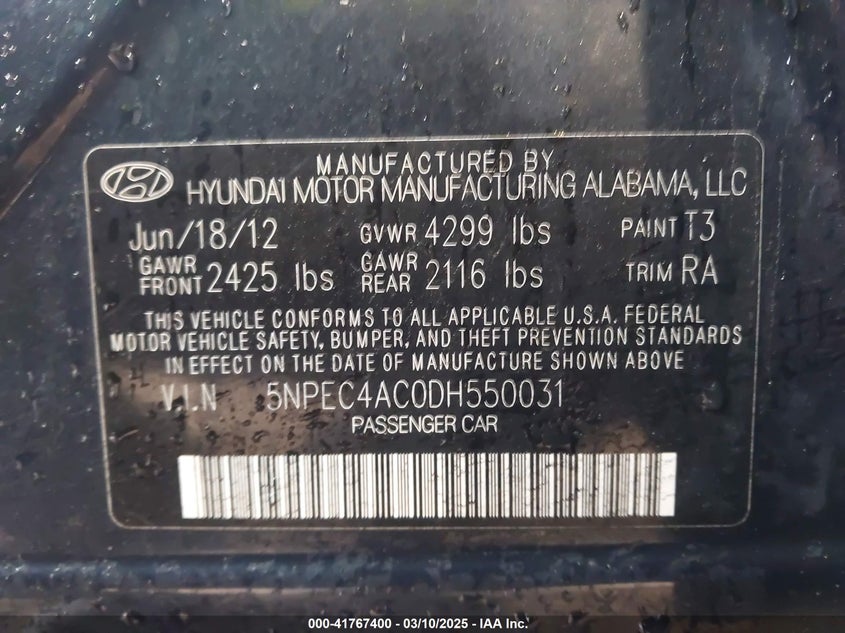 MANUFACTURED BY
HYUNDAI MOTOR MANUFACTURING ALABAMA, LLC
Jun/18/12 GVWR 4299 lbs PAINT T3
GAWR FRONT 2425 lbs GAWR REAR 2116 lbs TRIM RA
THIS VEHICLE CONFORMS TO ALL APPLICABLE U.S.A. FEDERAL
MOTOR VEHICLE SAFETY, BUMPER, AND THEFT PREVENTION STANDARDS
IN EFFECT ON THE DATE OF MANUFACTURE SHOWN ABOVE
V.I.N 5NPEC4AC0DH550031
PASSENGER CAR
000-41767400 - 03/10/2025 - IAA Inc.